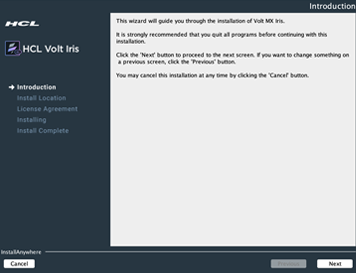 Introduction
HCL
HCL Volt Iris
Introduction
Install Location
License Agreement
Installing
Install Complete
This wizard will guide you through the installation of Volt MX Iris.
It is strongly recommended that you quit all programs before continuing with this
installation.
Click the 'Next' button to proceed to the next screen. If you want to change something on
a previous screen, click the 'Previous' button.
You may cancel this installation at any time by clicking the 'Cancel' button.
InstallAnywhere
Cancel
Previous
Next